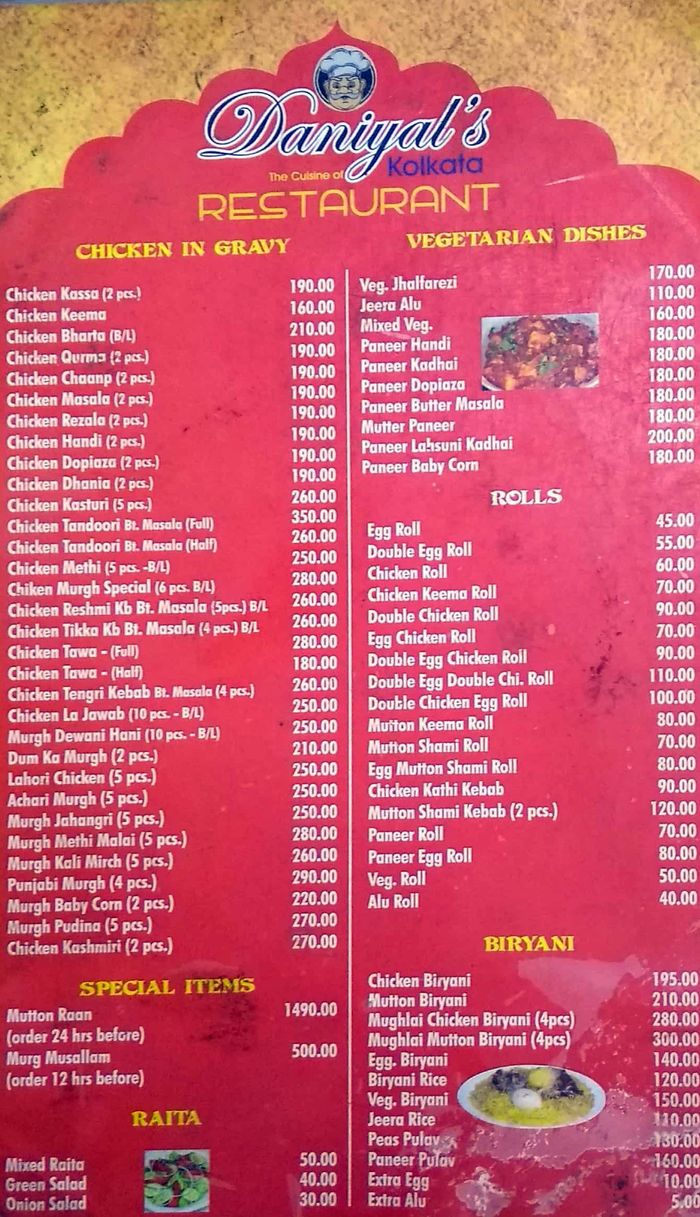 Daniyal's
The Cuisine of Kolkata
RESTAURANT
CHICKEN IN GRAVY
Chicken Kassa (2 pcs.) 190.00
Chicken Keema 160.00
Chicken Bharta (B/L) 210.00
Chicken Qurma (2 pcs.) 190.00
Chicken Chaanp (2 pcs.) 190.00
Chicken Masala (2 pcs.) 190.00
Chicken Rezala (2 pcs.) 190.00
Chicken Handi (2 pcs.) 190.00
Chicken Dopiaza (2 pcs.) 190.00
Chicken Dhania (2 pcs.) 190.00
Chicken Kasturi (5 pcs.) 260.00
Chicken Tandoori Bt. Masala (Full) 350.00
Chicken Tandoori Bt. Masala (Half) 260.00
Chicken Methi (5 pcs. -B/L) 250.00
Chiken Murgh Special (6 pcs. B/L) 280.00
Chicken Reshmi Kb Bt. Masala (5pcs.) B/L 260.00
Chicken Tikka Kb Bt. Masala (4 pcs.) B/L 260.00
Chicken Tawa - (Full) 280.00
Chicken Tawa - (Half) 180.00
Chicken Tengri Kebab Bt. Masala (4 pcs.) 260.00
Chicken La Jawab (10 pcs. - B/L) 250.00
Murgh Dewani Hani (10 pcs. - B/L) 250.00
Dum Ka Murgh (2 pcs.) 210.00
Lahori Chicken (5 pcs.) 250.00
Achari Murgh (5 pcs.) 250.00
Murgh Jahangri (5 pcs.) 250.00
Murgh Methi Malai (5 pcs.) 280.00
Murgh Kali Mirch (5 pcs.) 260.00
Punjabi Murgh (4 pcs.) 290.00
Murgh Baby Corn (2 pcs.) 220.00
Murgh Pudina (5 pcs.) 270.00
Chicken Kashmiri (2 pcs.) 270.00
SPECIAL ITEMS
Mutton Raan 1490.00
(order 24 hrs before)
Murg Musallam 500.00
(order 12 hrs before)
RAITA
Mixed Raita 50.00
Green Salad 40.00
Onion Salad 30.00
VEGETARIAN DISHES
Veg. Jhalfarezi 170.00
Jeera Alu 110.00
Mixed Veg. 160.00
Paneer Handi 180.00
Paneer Kadhai 180.00
Paneer Dopiaza 180.00
Paneer Butter Masala 180.00
Mutter Paneer 180.00
Paneer Lahsuni Kadhai 200.00
Paneer Baby Corn 180.00
ROLLS
Egg Roll 45.00
Double Egg Roll 55.00
Chicken Roll 60.00
Chicken Keema Roll 70.00
Double Chicken Roll 90.00
Egg Chicken Roll 70.00
Double Egg Chicken Roll 90.00
Double Egg Double Chi. Roll 110.00
Double Chicken Egg Roll 100.00
Mutton Keema Roll 80.00
Mutton Shami Roll 70.00
Egg Mutton Shami Roll 80.00
Chicken Kathi Kebab 90.00
Mutton Shami Kebab (2 pcs.) 120.00
Paneer Roll 70.00
Paneer Egg Roll 80.00
Veg. Roll 50.00
Alu Roll 40.00
BIRYANI
Chicken Biryani 195.00
Mutton Biryani 210.00
Mughlai Chicken Biryani (4pcs) 280.00
Mughlai Mutton Biryani (4pcs) 300.00
Egg. Biryani 140.00
Biryani Rice 120.00
Veg. Biryani 150.00
Jeera Rice 110.00
Peas Pulav 130.00
Paneer Pulav 160.00
Extra Egg 10.00
Extra Alu 5.00